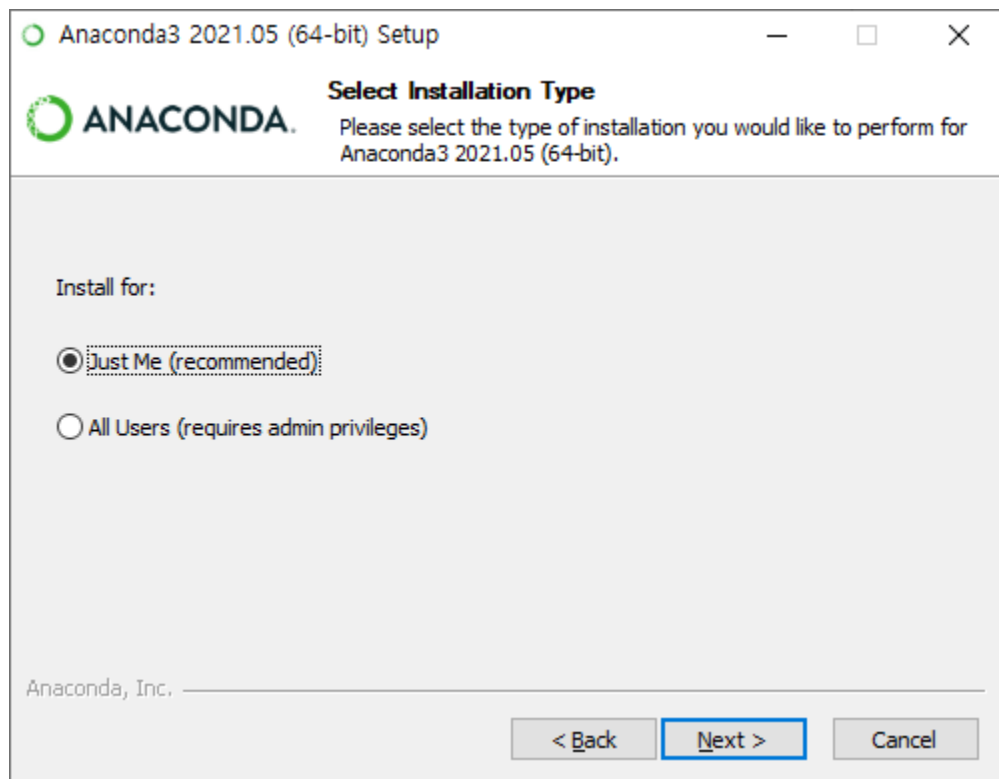 Anaconda3 2021.05 (64-bit) Setup
ANACONDA.
Select Installation Type
Please select the type of installation you would like to perform for
Anaconda3 2021.05 (64-bit).
Install for:
Just Me (recommended)
All Users (requires admin privileges)
Anaconda, Inc.
< Back
Next >
Cancel